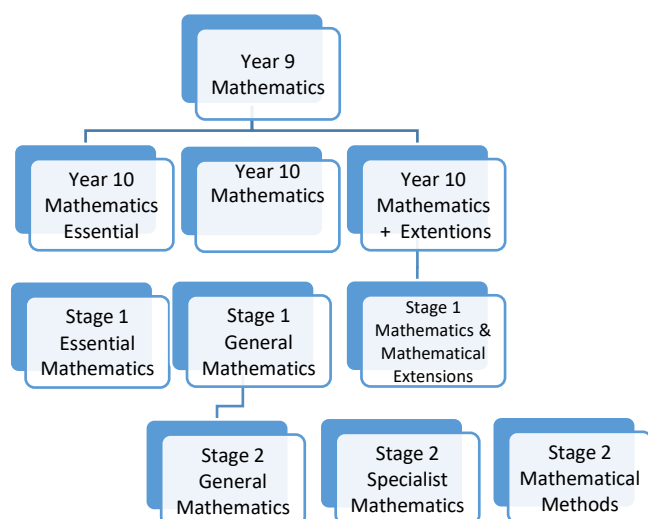 Year 9
Mathematics
Year 10
Mathematics
Essential
Year 10
Mathematics
Year 10
Mathematics
+ Extentions
Stage 1
Essential
Mathematics
Stage 1
General
Mathematics
Stage 1
Mathematics &
Mathematical
Extensions
Stage 2
General
Mathematics
Stage 2
Specialist
Mathematics
Stage 2
Mathematical
Methods